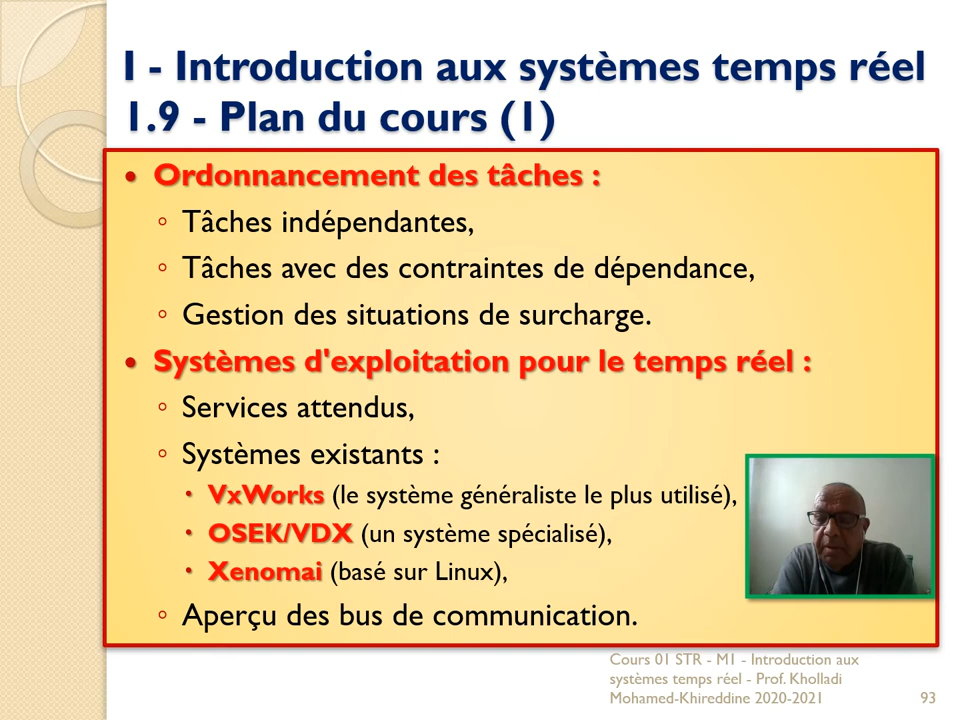 I - Introduction aux systèmes temps réel
1.9 - Plan du cours (1)
• Ordonnancement des tâches :
◦ Tâches indépendantes,
◦ Tâches avec des contraintes de dépendance,
◦ Gestion des situations de surcharge.
• Systèmes d'exploitation pour le temps réel :
◦ Services attendus,
◦ Systèmes existants :
▪ VxWorks (le système généraliste le plus utilisé),
▪ OSEK/VDX (un système spécialisé),
▪ Xenomai (basé sur Linux),
◦ Aperçu des bus de communication.
Cours 01 STR - M1 - Introduction aux
systèmes temps réel - Prof. Kholladi
Mohamed-Khireddine 2020-2021
93